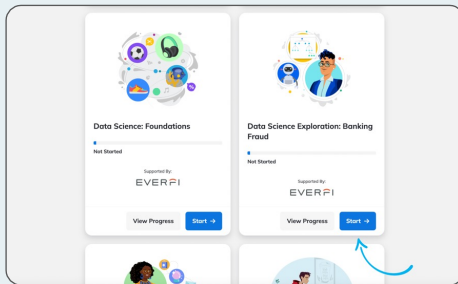 Data Science: Foundations
Not Started
Supported By:
EVERFI
View Progress
Start →
Data Science Exploration: Banking
Fraud
Not Started
Supported By:
EVERFI
View Progress
Start →